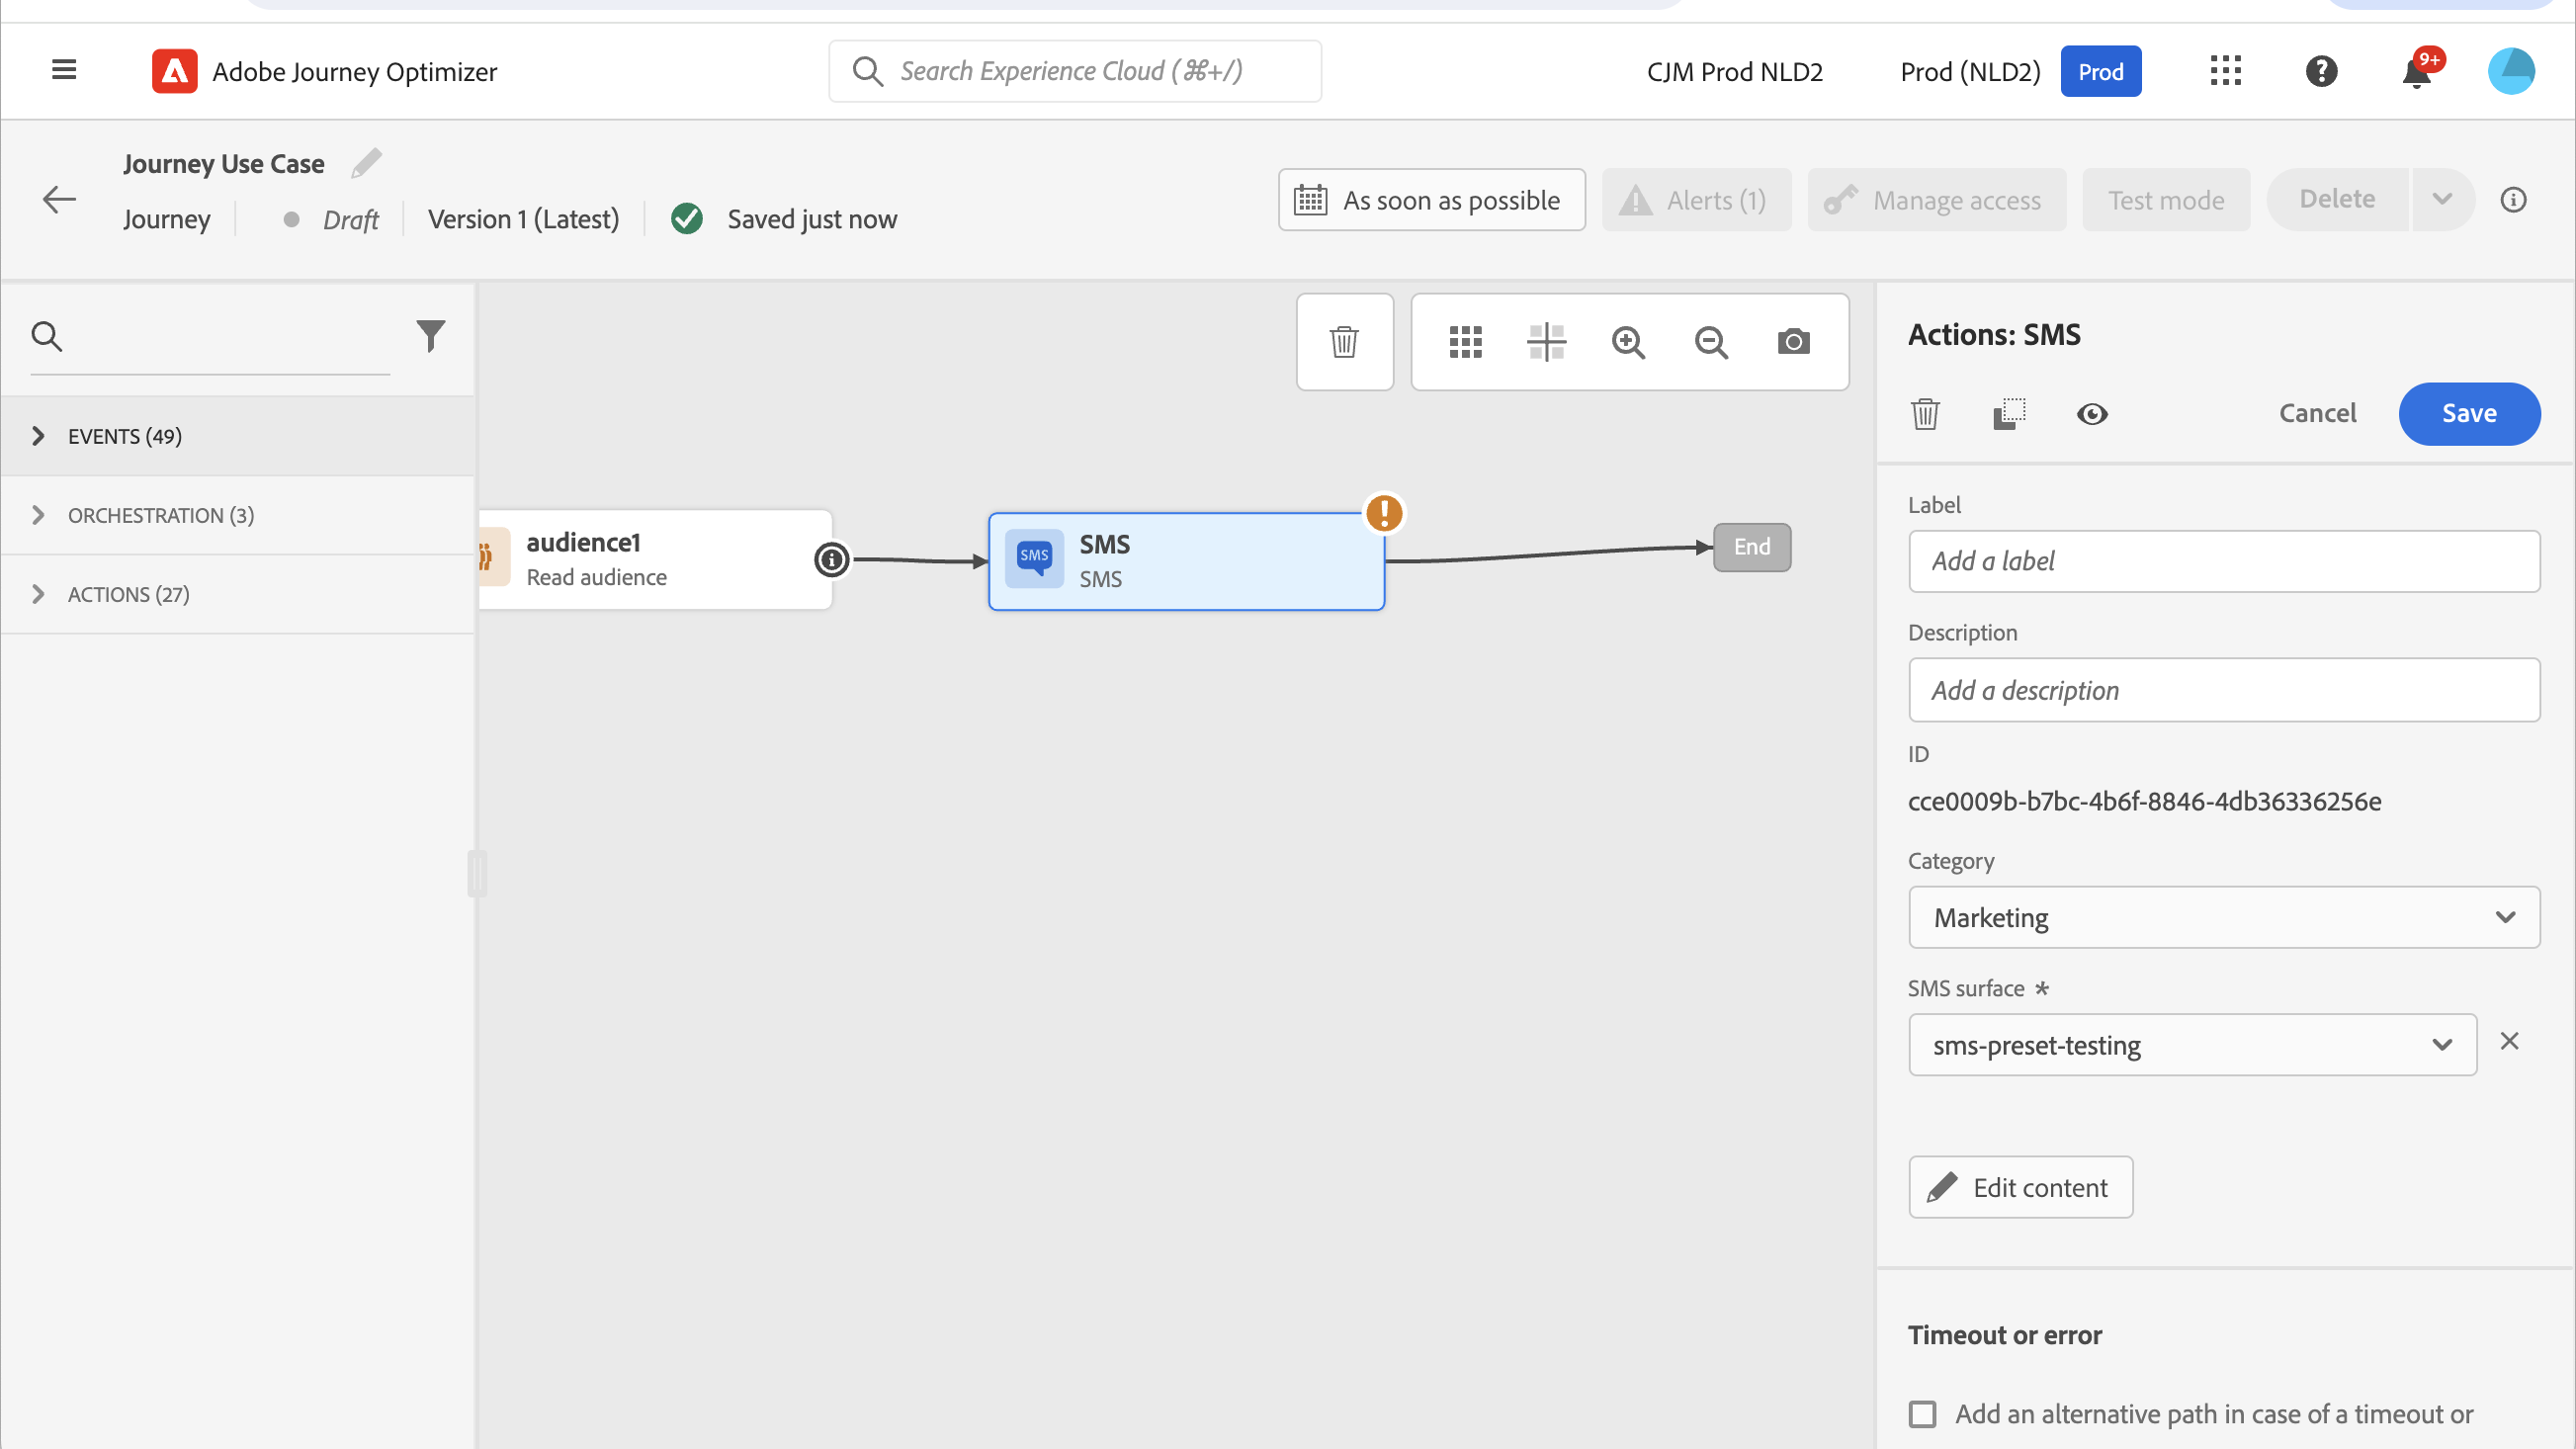 Adobe Journey Optimizer
Search Experience Cloud (⌘+/)
CJM Prod NLD2
Prod (NLD2)
Prod
9+
Journey Use Case
Journey
Draft
Version 1 (Latest)
Saved just now
As soon as possible
Alerts (1)
Manage access
Test mode
Delete
EVENTS (49)
ORCHESTRATION (3)
ACTIONS (27)
audience1
Read audience
SMS
SMS
SMS
End
Actions: SMS
Cancel
Save
Label
Add a label
Description
Add a description
ID
cce0009b-b7bc-4b6f-8846-4db36336256e
Category
Marketing
SMS surface *
sms-preset-testing
Edit content
Timeout or error
Add an alternative path in case of a timeout or